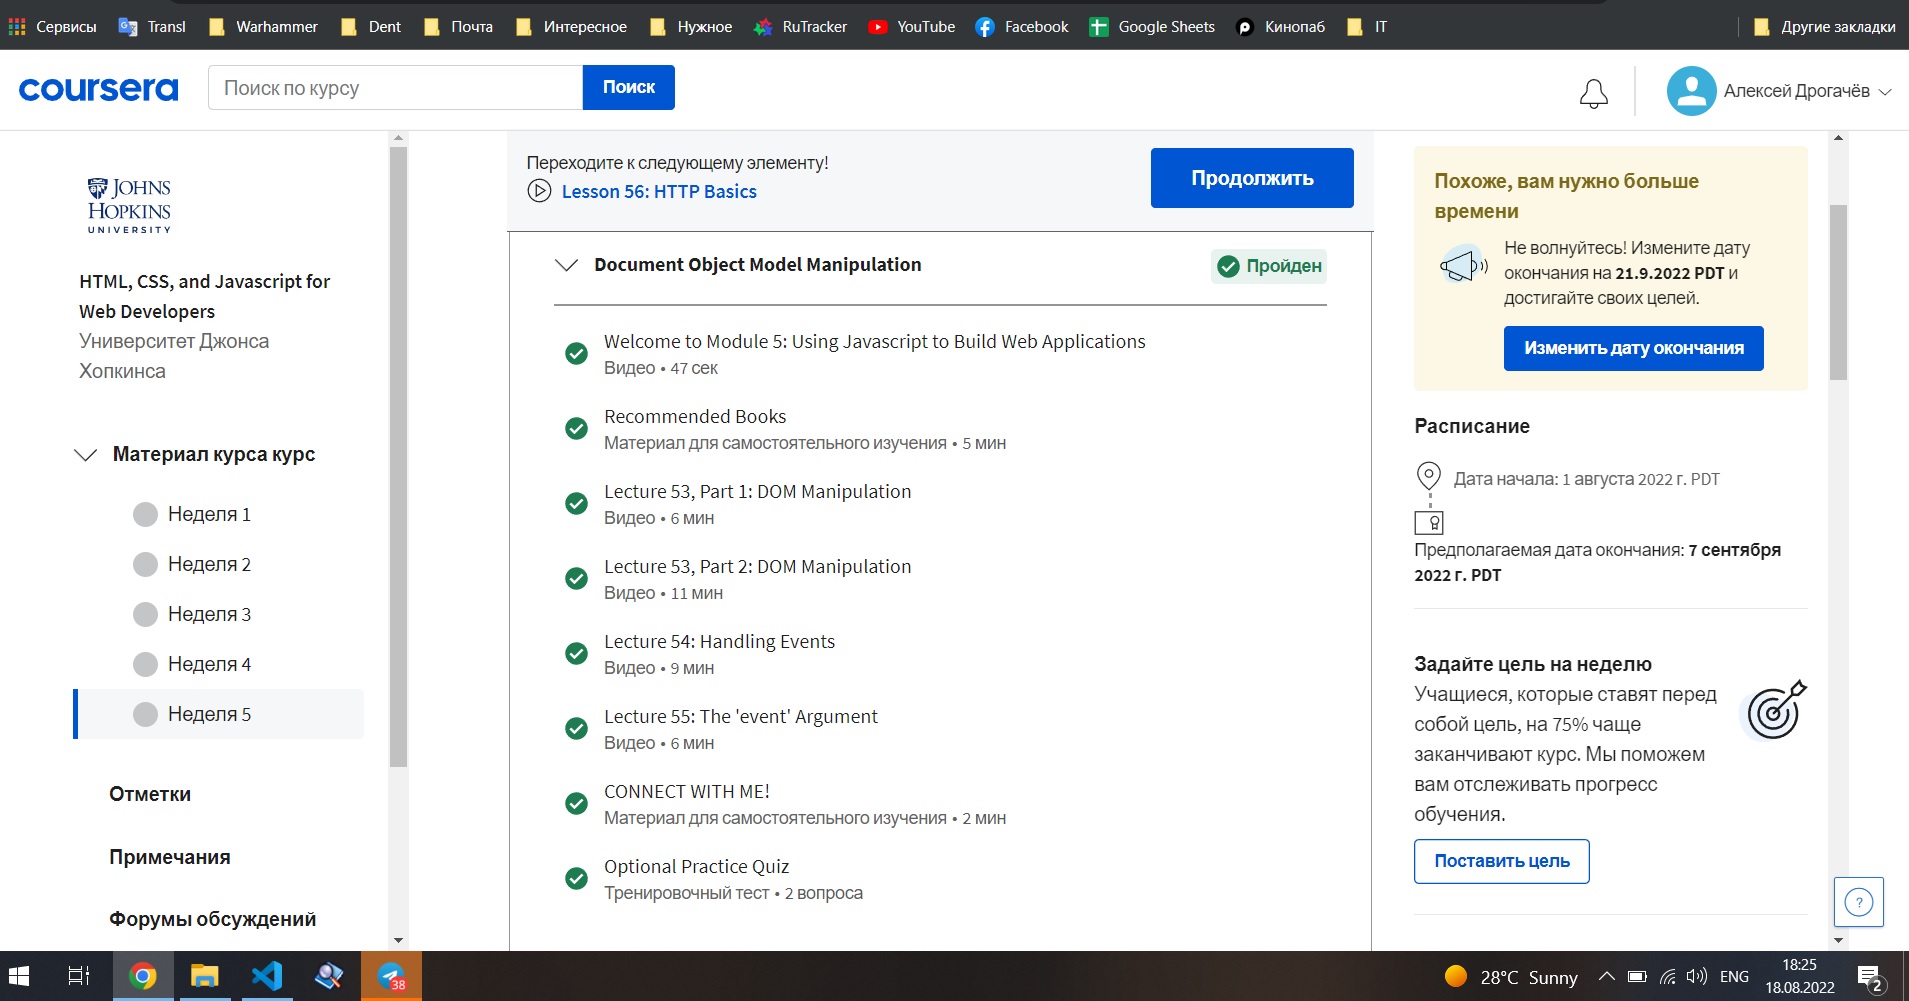 Сервисы Transl Warhammer Dent Почта Интересное Нужное RuTracker YouTube Facebook Google Sheets Кинопаб IT Другие закладки
coursera Поиск по курсу Поиск Алексей Дрогачёв
JOHNS
HOPKINS
UNIVERSITY
HTML, CSS, and Javascript for
Web Developers
Университет Джонса
Хопкинса
Материал курса курс
Неделя 1
Неделя 2
Неделя 3
Неделя 4
Неделя 5
Отметки
Примечания
Форумы обсуждений
Переходите к следующему элементу!
Lesson 56: HTTP Basics
Продолжить
Document Object Model Manipulation
Пройден
Welcome to Module 5: Using Javascript to Build Web Applications
Видео • 47 сек
Recommended Books
Материал для самостоятельного изучения • 5 мин
Lecture 53, Part 1: DOM Manipulation
Видео • 6 мин
Lecture 53, Part 2: DOM Manipulation
Видео • 11 мин
Lecture 54: Handling Events
Видео • 9 мин
Lecture 55: The 'event' Argument
Видео • 6 мин
CONNECT WITH ME!
Материал для самостоятельного изучения • 2 мин
Optional Practice Quiz
Тренировочный тест • 2 вопроса
Похоже, вам нужно больше
времени
Не волнуйтесь! Измените дату
окончания на 21.9.2022 PDT и
достигайте своих целей.
Изменить дату окончания
Расписание
Дата начала: 1 августа 2022 г. PDT
Предполагаемая дата окончания: 7 сентября
2022 г. PDT
Задайте цель на неделю
Учащиеся, которые ставят перед
собой цель, на 75% чаще
заканчивают курс. Мы поможем
вам отслеживать прогресс
обучения.
Поставить цель
?
38
28°C Sunny
ENG
18:25
18.08.2022
2